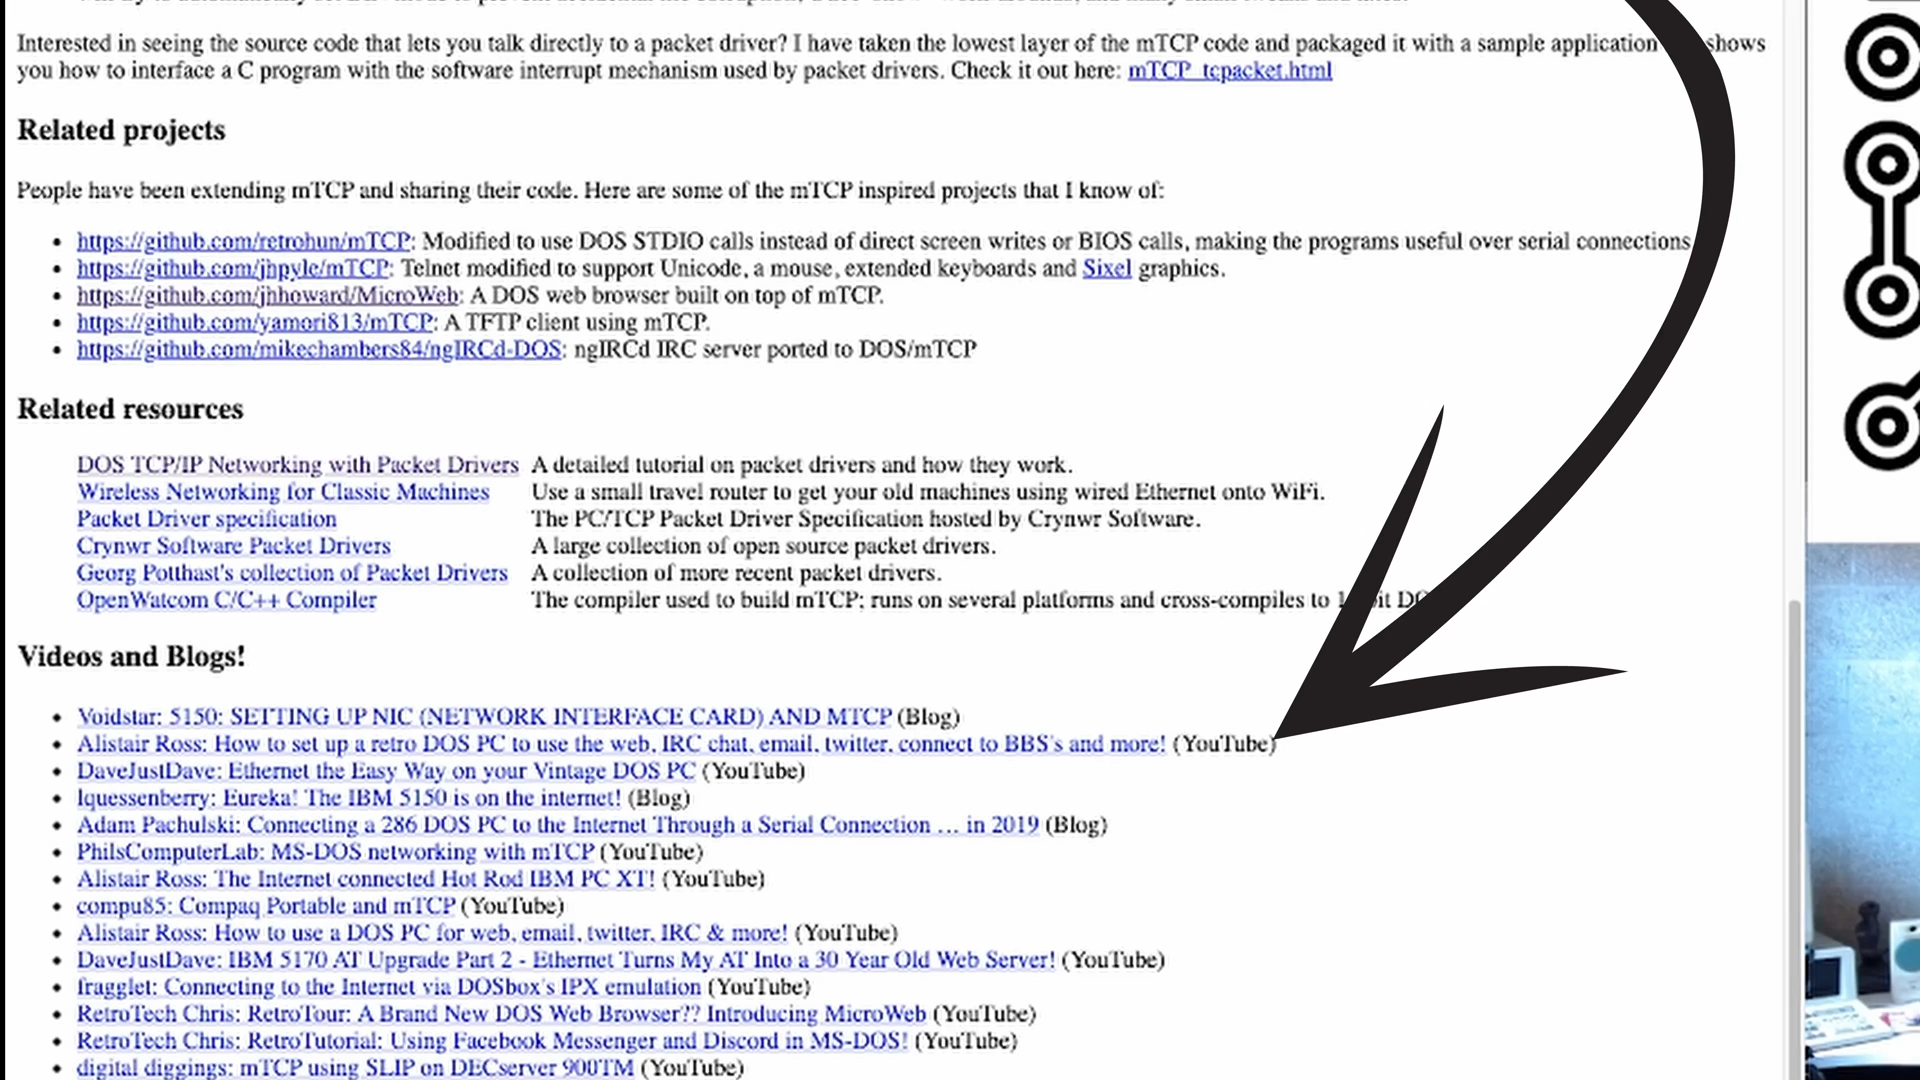 Interested in seeing the source code that lets you talk directly to a packet driver? I have taken the lowest layer of the mTCP code and packaged it with a sample application shows
you how to interface a C program with the software interrupt mechanism used by packet drivers. Check it out here: mTCP_tcpacket.html
Related projects
People have been extending mTCP and sharing their code. Here are some of the mTCP inspired projects that I know of:
• https://github.com/retrohun/mTCP: Modified to use DOS STDIO calls instead of direct screen writes or BIOS calls, making the programs useful over serial connections
• https://github.com/jhpyle/mTCP: Telnet modified to support Unicode, a mouse, extended keyboards and Sixel graphics.
• https://github.com/jhhoward/MicroWeb: A DOS web browser built on top of mTCP.
• https://github.com/yamori813/mTCP: A TFTP client using mTCP.
• https://github.com/mikechambers84/ngIRCd-DOS: ngIRCd IRC server ported to DOS/mTCP
Related resources
DOS TCP/IP Networking with Packet Drivers A detailed tutorial on packet drivers and how they work.
Wireless Networking for Classic Machines Use a small travel router to get your old machines using wired Ethernet onto WiFi.
Packet Driver specification The PC/TCP Packet Driver Specification hosted by Crynwr Software.
Crynwr Software Packet Drivers A large collection of open source packet drivers.
Georg Potthast's collection of Packet Drivers A collection of more recent packet drivers.
OpenWatcom C/C++ Compiler The compiler used to build mTCP; runs on several platforms and cross-compiles to
Videos and Blogs!
• Voidstar: 5150: SETTING UP NIC (NETWORK INTERFACE CARD) AND MTCP (Blog)
• Alistair Ross: How to set up a retro DOS PC to use the web, IRC chat, email, twitter, connect to BBS's and more! (YouTube)
• DaveJustDave: Ethernet the Easy Way on your Vintage DOS PC (YouTube)
• lquessenberry: Eureka! The IBM 5150 is on the internet! (Blog)
• Adam Pachulski: Connecting a 286 DOS PC to the Internet Through a Serial Connection ... in 2019 (Blog)
• PhilsComputerLab: MS-DOS networking with mTCP (YouTube)
• Alistair Ross: The Internet connected Hot Rod IBM PC XT! (YouTube)
• compu85: Compaq Portable and mTCP (YouTube)
• Alistair Ross: How to use a DOS PC for web, email, twitter, IRC & more! (YouTube)
• DaveJustDave: IBM 5170 AT Upgrade Part 2 - Ethernet Turns My AT Into a 30 Year Old Web Server! (YouTube)
• fragglet: Connecting to the Internet via DOSbox's IPX emulation (YouTube)
• RetroTech Chris: RetroTour: A Brand New DOS Web Browser?? Introducing MicroWeb (YouTube)
• RetroTech Chris: RetroTutorial: Using Facebook Messenger and Discord in MS-DOS! (YouTube)
• digital diggings: mTCP using SLIP on DECserver 900TM (YouTube)